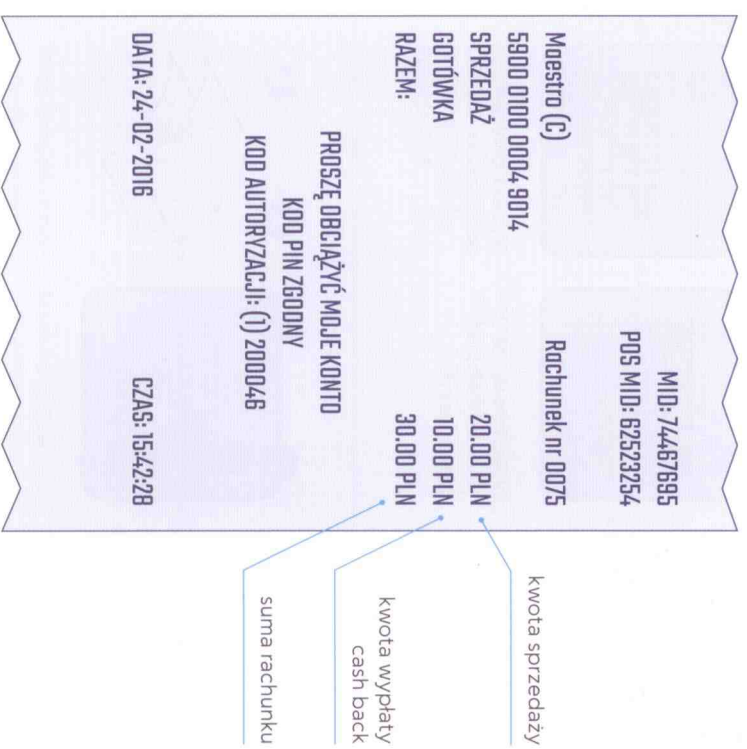 MID: 74467695
POS MID: 62523254
Maestro (C) Rachunek nr 0075
5900 0100 0004 9014
SPRZEDAŻ 20.00 PLN
GOTÓWKA 10.00 PLN
RAZEM: 30.00 PLN
PROSZĘ OBCIĄŻYĆ MOJE KONTO
KOD PIN ZGODNY
KOD AUTORYZACJI: (1) 200046
DATA: 24-02-2016 CZAS: 15:42:28
kwota sprzedaży
kwota wypłaty
cash back
suma rachunku